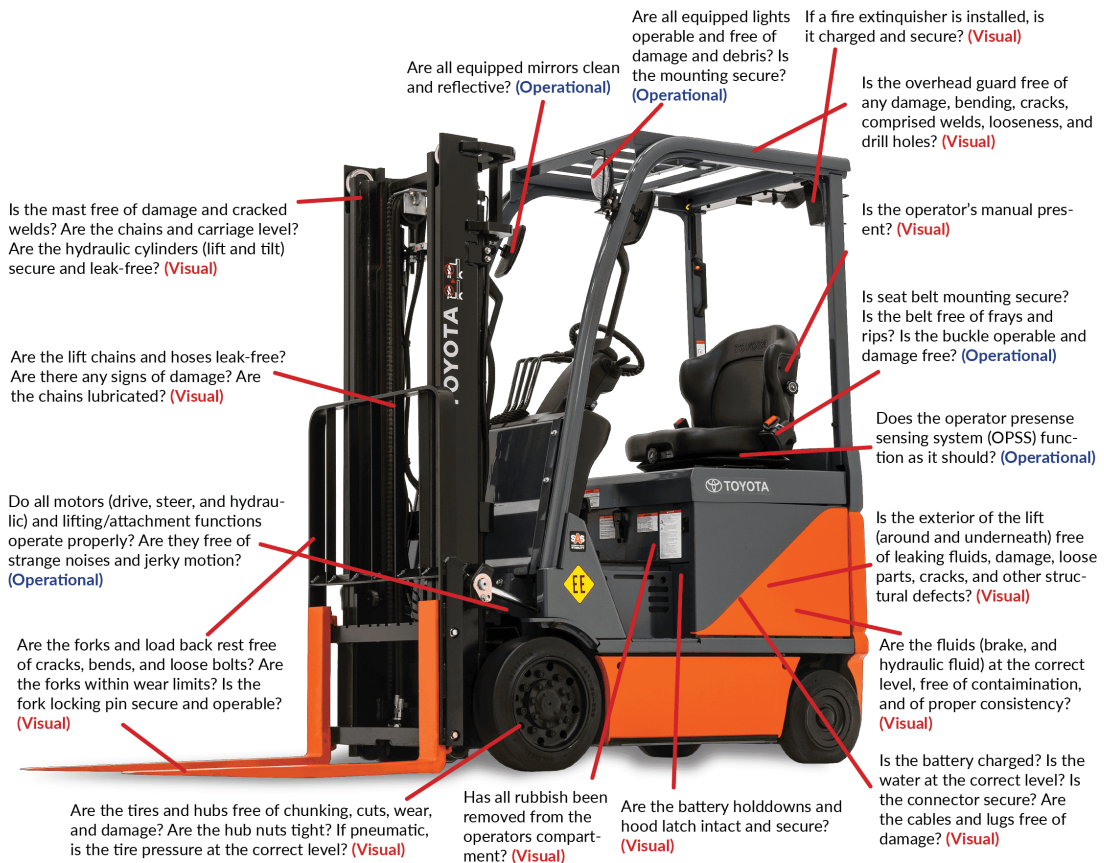 Are all equipped mirrors clean
and reflective? (Operational)
Are all equipped lights
operable and free of
damage and debris? Is
the mounting secure?
(Operational)
If a fire extinquisher is installed, is
it charged and secure? (Visual)
Is the overhead guard free of
any damage, bending, cracks,
comprised welds, looseness, and
drill holes? (Visual)
Is the mast free of damage and cracked
welds? Are the chains and carriage level?
Are the hydraulic cylinders (lift and tilt)
secure and leak-free? (Visual)
Is the operator's manual pres-
ent? (Visual)
Is seat belt mounting secure?
Is the belt free of frays and
rips? Is the buckle operable and
damage free? (Operational)
Are the lift chains and hoses leak-free?
Are there any signs of damage? Are
the chains lubricated? (Visual)
TOYOTA
Does the operator presense
sensing system (OPSS) func-
tion as it should? (Operational)
TOYOTA
Do all motors (drive, steer, and hydrau-
lic) and lifting/attachment functions
operate properly? Are they free of
strange noises and jerky motion?
(Operational)
Is the exterior of the lift
(around and underneath) free
of leaking fluids, damage, loose
parts, cracks, and other struc-
tural defects? (Visual)
SAS
EE
Are the forks and load back rest free
of cracks, bends, and loose bolts? Are
the forks within wear limits? Is the
fork locking pin secure and operable?
(Visual)
Are the fluids (brake, and
hydraulic fluid) at the correct
level, free of contaimination,
and of proper consistency?
(Visual)
Is the battery charged? Is the
water at the correct level? Is
the connector secure? Are
the cables and lugs free of
damage? (Visual)
Are the tires and hubs free of chunking, cuts, wear,
and damage? Are the hub nuts tight? If pneumatic,
is the tire pressure at the correct level? (Visual)
Has all rubbish been
removed from the
operators compart-
ment? (Visual)
Are the battery holddowns and
hood latch intact and secure?
(Visual)